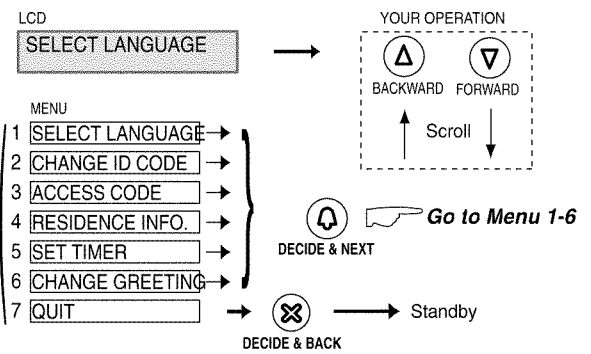 LCD
SELECT LANGUAGE
YOUR OPERATION
BACKWARD FORWARD
Scroll
MENU
1 SELECT LANGUAGE
2 CHANGE ID CODE
3 ACCESS CODE
4 RESIDENCE INFO.
5 SET TIMER
6 CHANGE GREETING
7 QUIT
DECIDE & NEXT
Go to Menu 1-6
DECIDE & BACK
Standby